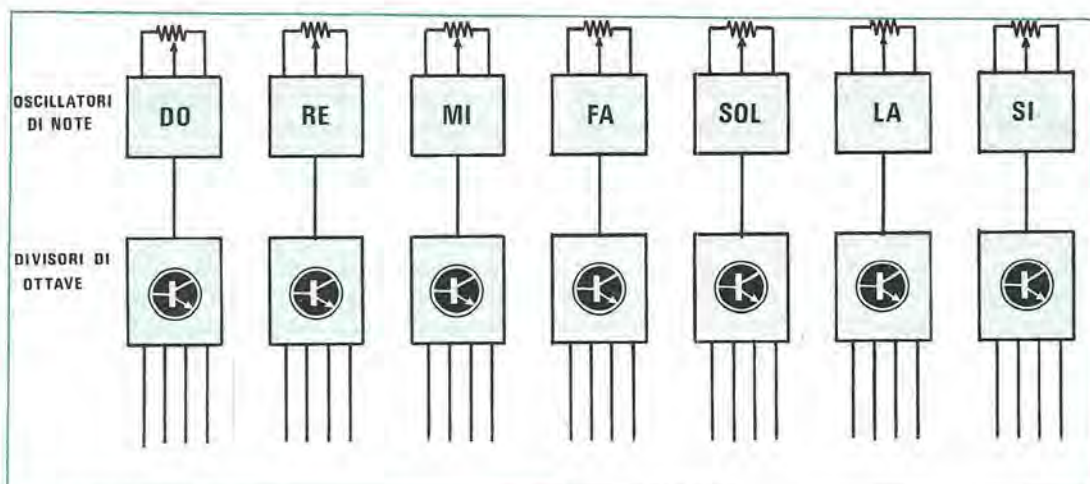 OSCILLATORI
DI NOTE
DO
RE
MI
FA
SOL
LA
SI
DIVISORI DI
OTTAVE